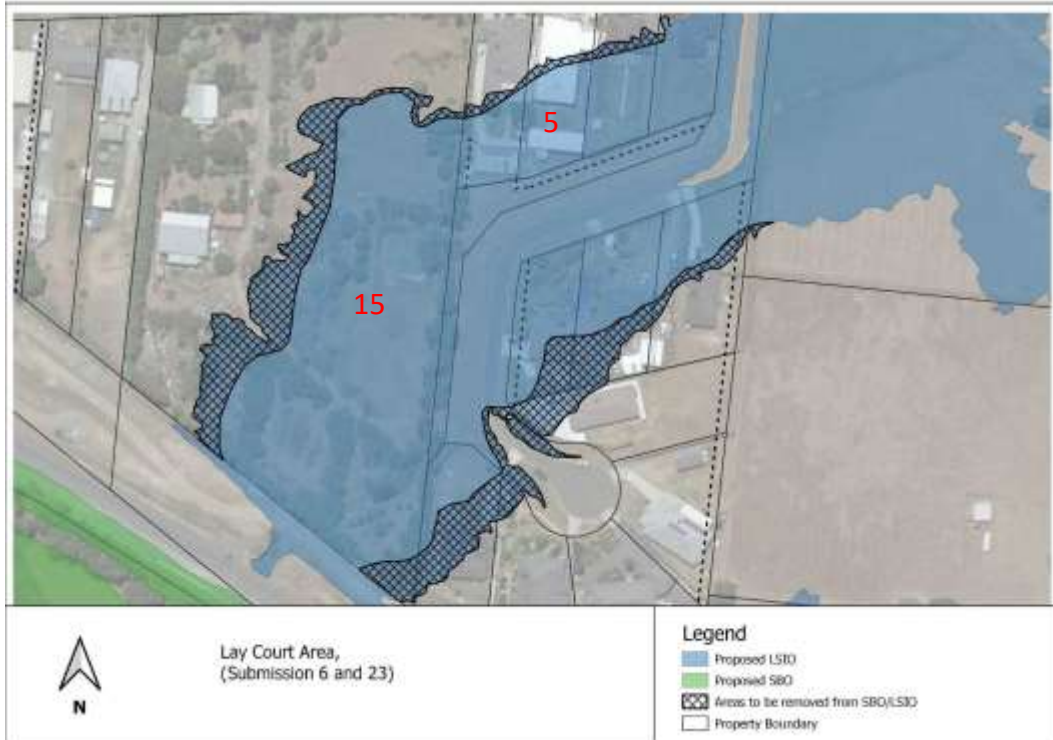 5
15
N
Lay Court Area,
(Submission 6 and 23)
Legend
Proposed LSIO
Proposed SBO
Areas to be removed from SBO/LSIO
Property Boundary